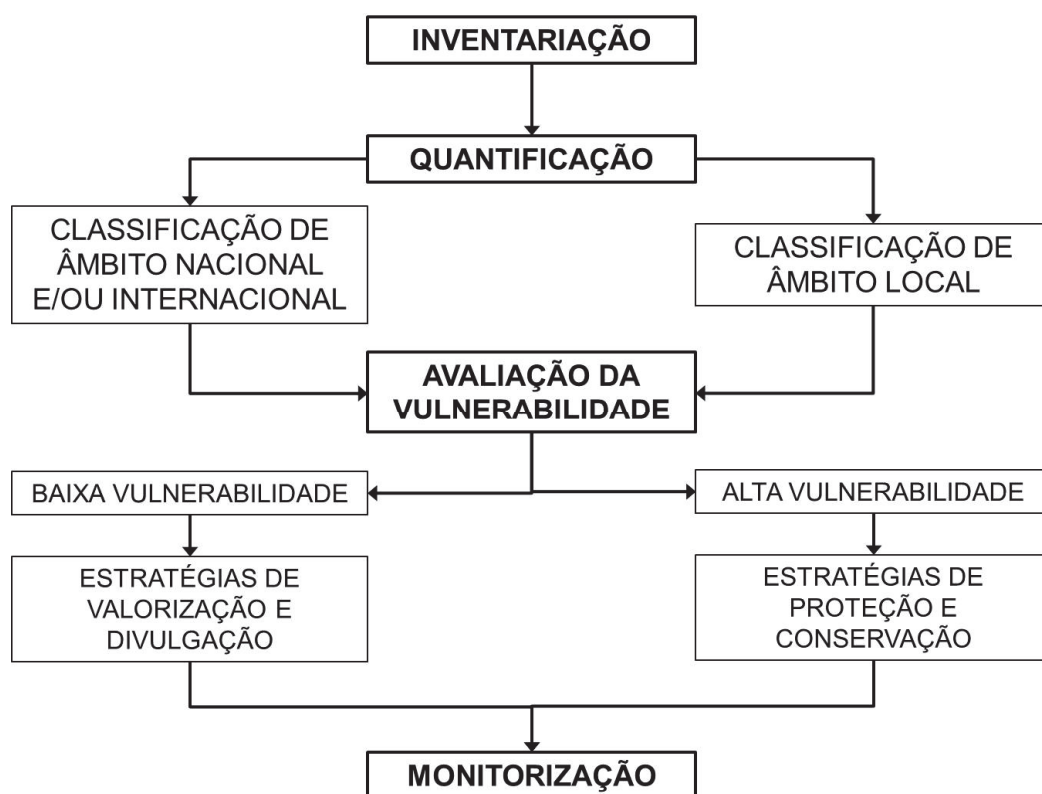 INVENTARIAÇÃO
QUANTIFICAÇÃO
CLASSIFICAÇÃO DE
ÂMBITO NACIONAL
E/OU INTERNACIONAL
CLASSIFICAÇÃO DE
ÂMBITO LOCAL
AVALIAÇÃO DA
VULNERABILIDADE
BAIXA VULNERABILIDADE
ALTA VULNERABILIDADE
ESTRATÉGIAS DE
VALORIZAÇÃO E
DIVULGAÇÃO
ESTRATÉGIAS DE
PROTEÇÃO E
CONSERVAÇÃO
MONITORIZAÇÃO